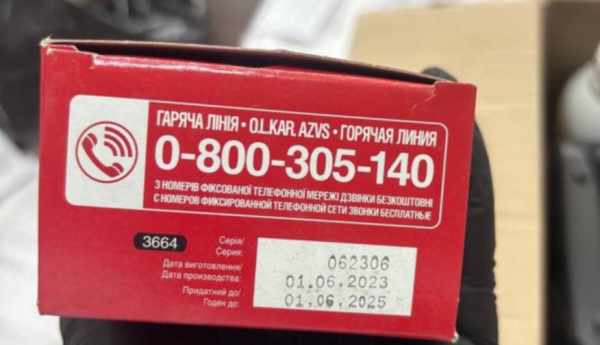 ГАРЯЧА ЛІНІЯ • O.L.KAR. AZVS • ГОРЯЧАЯ ЛИНИЯ
0-800-305-140
З НОМЕРІВ ФІКСОВАНОЇ ТЕЛЕФОННОЇ МЕРЕЖІ ДЗВІНКИ БЕЗКОШТОВНІ
С НОМЕРОВ ФИКСИРОВАННОЙ ТЕЛЕФОННОЙ СЕТИ ЗВОНКИ БЕСПЛАТНЫЕ
3664
Серія/
Серия:
062306
Дата виготовлення/
Дата производства:
01.06.2023
Придатний до/
Годен до:
01.06.2025